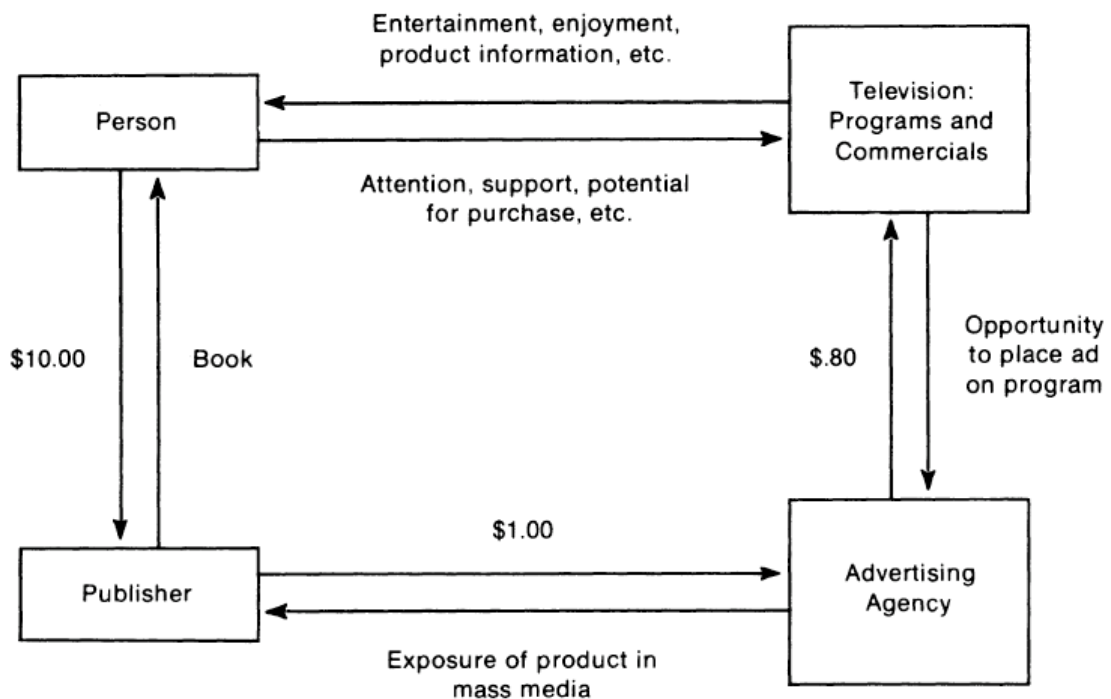 Entertainment, enjoyment,
product information, etc.
Person
Television:
Programs and
Commercials
Attention, support, potential
for purchase, etc.
$10.00
Book
$.80
Opportunity
to place ad
on program
$1.00
Publisher
Advertising
Agency
Exposure of product in
mass media